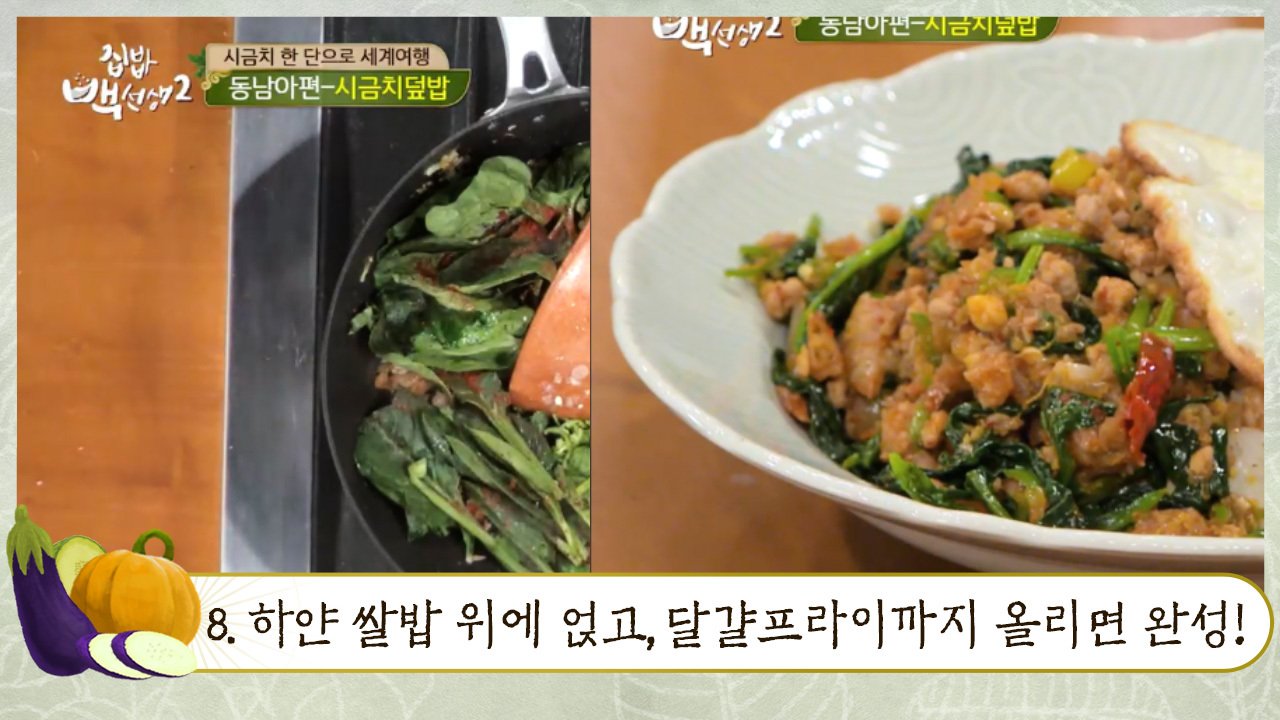 집밥
백선생2
시금치 한 단으로 세계여행
동남아편-시금치덮밥
백선생2
동남아편-시금치덮밥
8. 하얀 쌀밥 위에 얹고, 달걀프라이까지 올리면 완성!